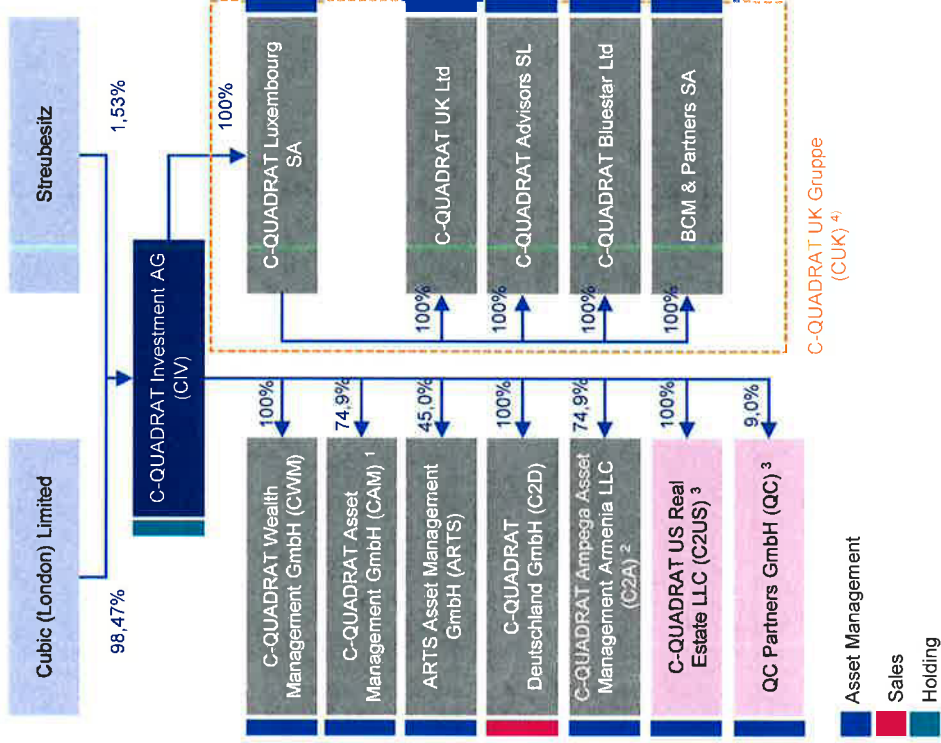 Cubic (London) Limited
Streubesitz
98,47%
1,53%
C-QUADRAT Investment AG
(CIV)
100%
C-QUADRAT Wealth
Management GmbH (CWM)
100%
C-QUADRAT Asset
Management GmbH (CAM) 1
74,9%
ARTS Asset Management
GmbH (ARTS)
45,0%
C-QUADRAT
Deutschland GmbH (C2D)
100%
C-QUADRAT Ampega Asset
Management Armenia LLC
(C2A) 2
74,9%
C-QUADRAT US Real
Estate LLC (C2US) 3
100%
QC Partners GmbH (QC) 3
9,0%
C-QUADRAT Luxembourg
SA
100%
C-QUADRAT UK Ltd
100%
C-QUADRAT Advisors SL
100%
C-QUADRAT Bluestar Ltd
100%
BCM & Partners SA
C-QUADRAT UK Gruppe
(CUK) 4)
Asset Management
Sales
Holding